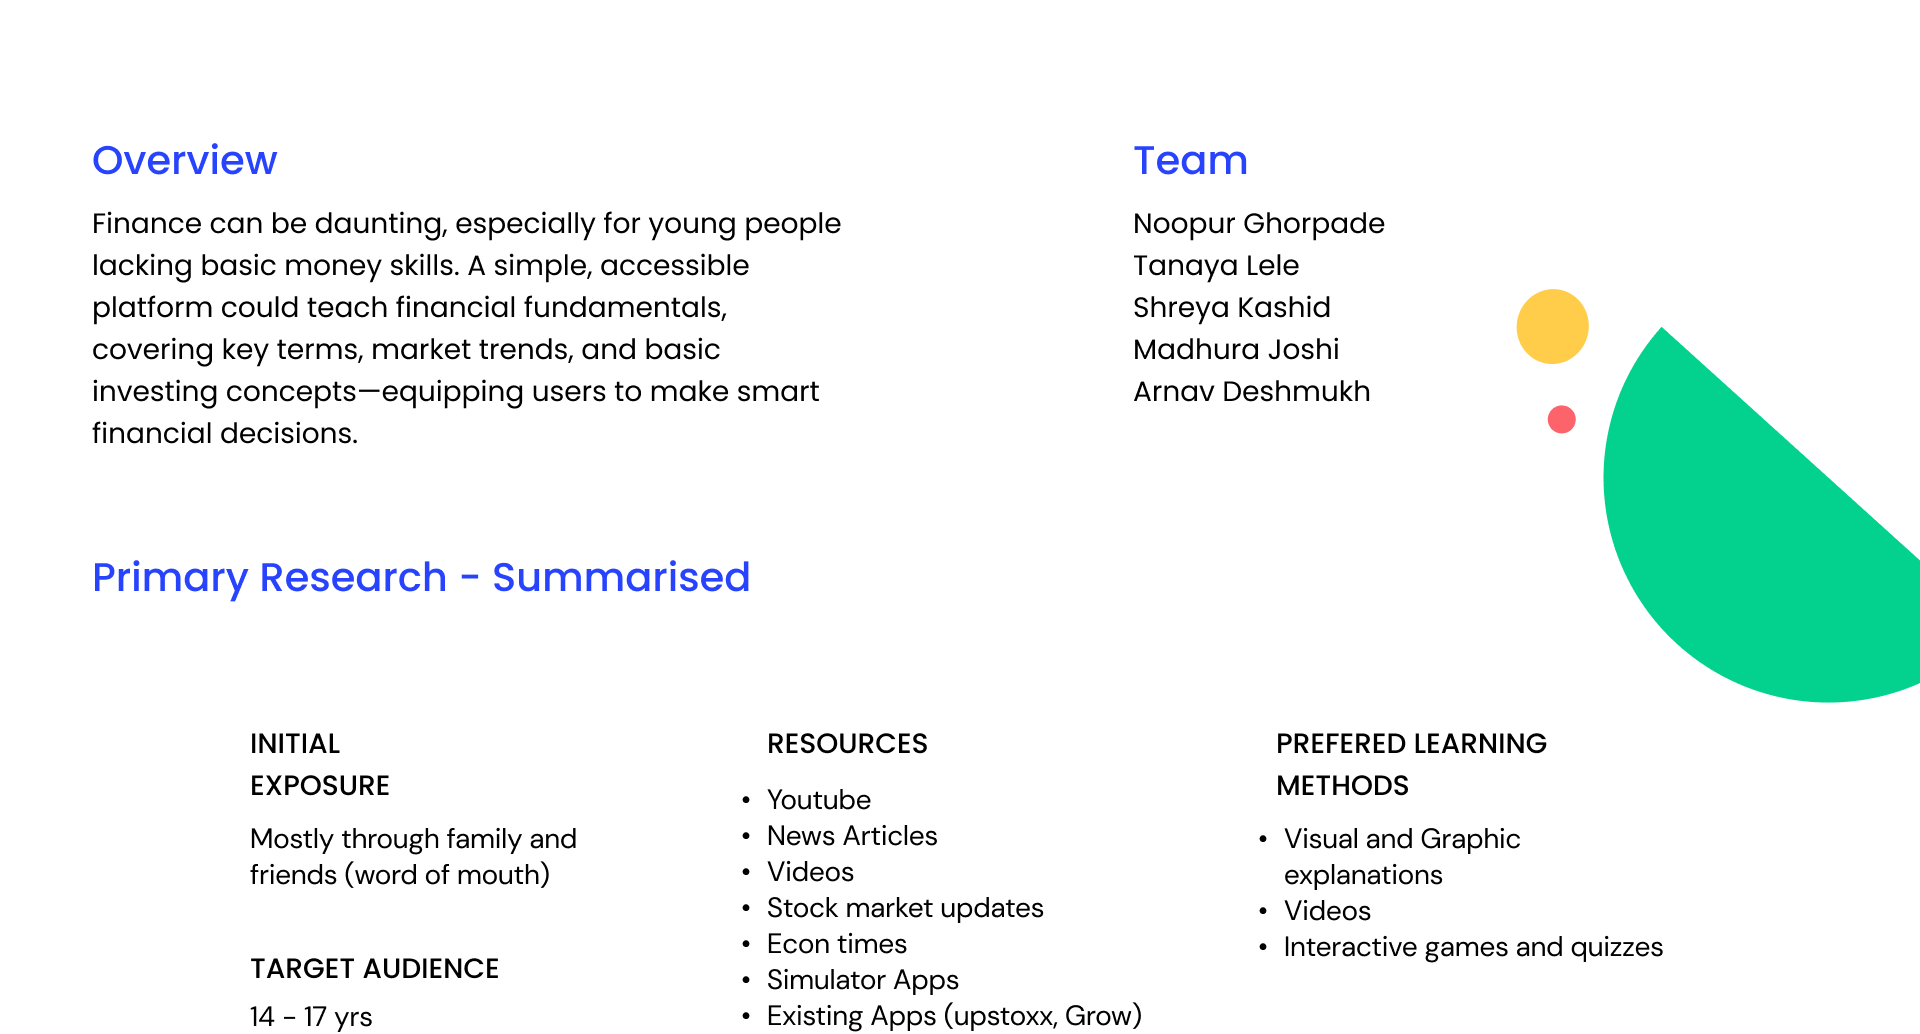 Overview
Finance can be daunting, especially for young people
lacking basic money skills. A simple, accessible
platform could teach financial fundamentals,
covering key terms, market trends, and basic
investing concepts—equipping users to make smart
financial decisions.
Team
Noopur Ghorpade
Tanaya Lele
Shreya Kashid
Madhura Joshi
Arnav Deshmukh
Primary Research - Summarised
INITIAL
EXPOSURE
Mostly through family and
friends (word of mouth)
TARGET AUDIENCE
14 - 17 yrs
RESOURCES
• Youtube
• News Articles
• Videos
• Stock market updates
• Econ times
• Simulator Apps
• Existing Apps (upstoxx, Grow)
PREFERED LEARNING
METHODS
• Visual and Graphic
explanations
• Videos
• Interactive games and quizzes